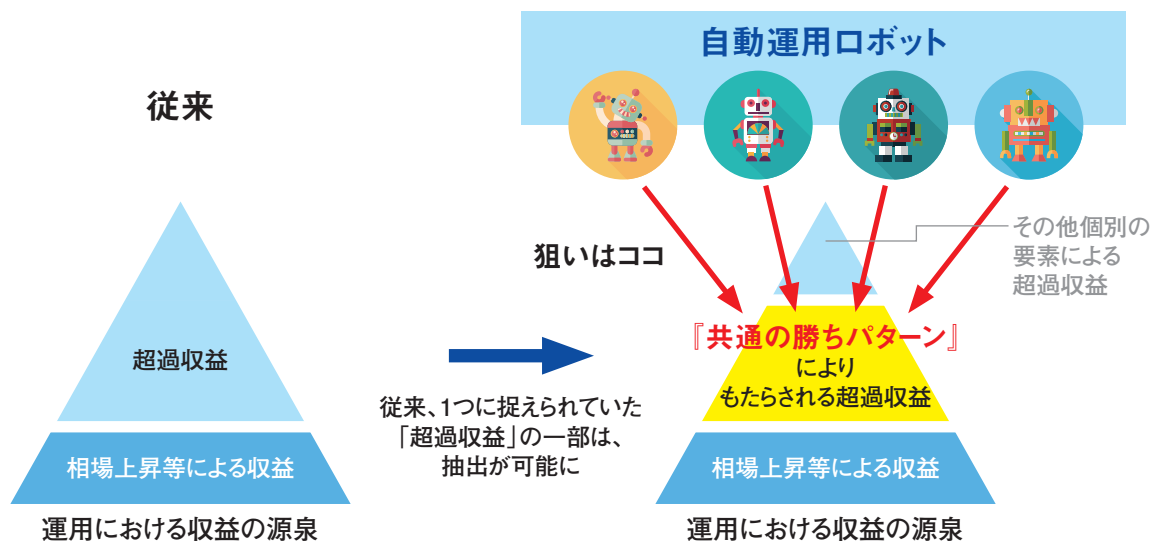 従来
超過収益
相場上昇等による収益
運用における収益の源泉
従来、1つに捉えられていた
「超過収益」の一部は、
抽出が可能に
自動運用ロボット
狙いはココ
その他個別の
要素による
超過収益
『共通の勝ちパターン』
により
もたらされる超過収益
相場上昇等による収益
運用における収益の源泉